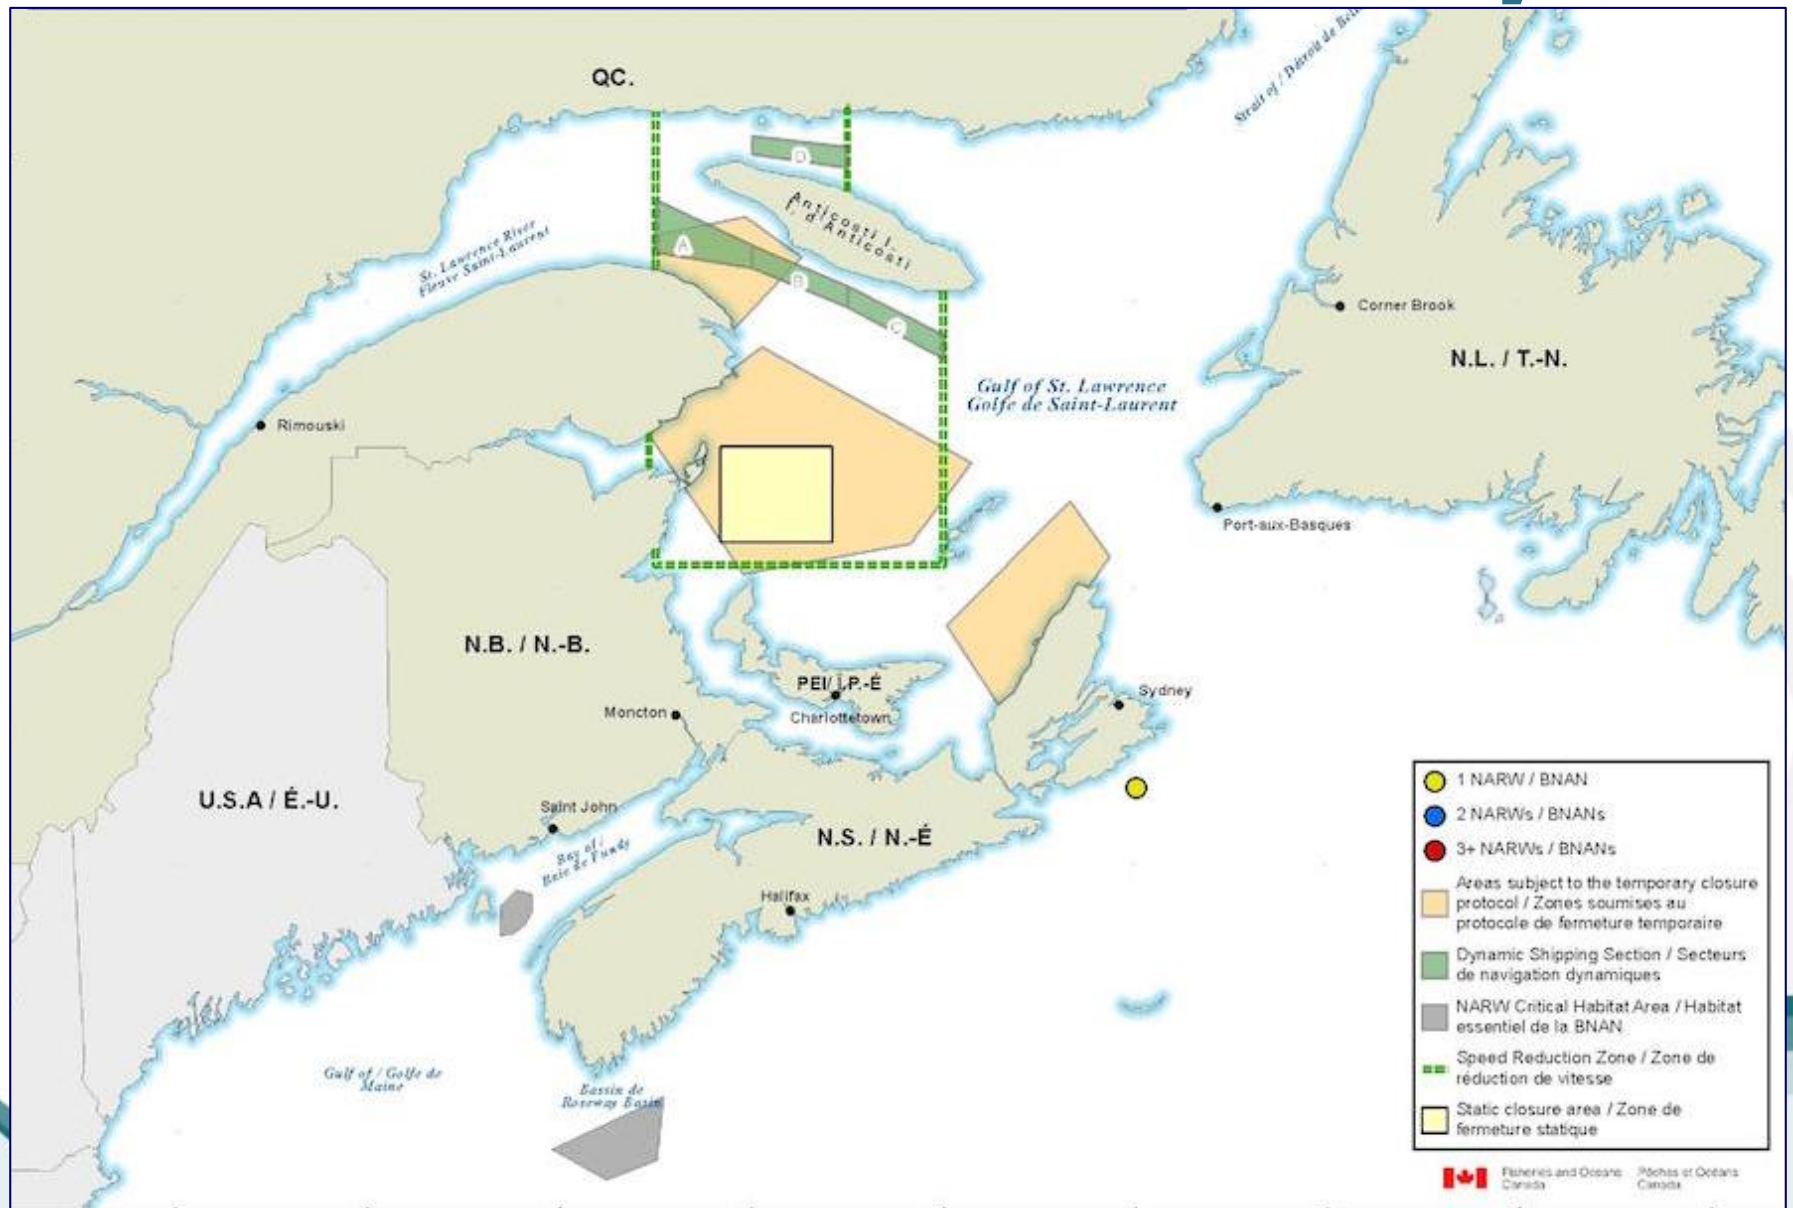 QC.
Strait of / Détroit de
D
Anticosti I.
I. d'Anticosti
St. Lawrence River
Fleuve Saint-Laurent
A
B
C
Corner Brook
N.L. / T.-N.
Gulf of St. Lawrence
Golfe de Saint-Laurent
Rimouski
Port-aux-Basques
N.B. / N.-B.
PEI/ Î.P.-É
Charlottetown
Sydney
Moncton
U.S.A / É.-U.
Saint John
Bay of /
Baie de Fundy
N.S. / N.-É
Halifax
Gulf of / Golfe de
Maine
Bassin de
Roseway Basin
1 NARW / BNAN
2 NARWs / BNANs
3+ NARWs / BNANs
Areas subject to the temporary closure
protocol / Zones soumises au
protocole de fermeture temporaire
Dynamic Shipping Section / Secteurs
de navigation dynamiques
NARW Critical Habitat Area / Habitat
essentiel de la BNAN
Speed Reduction Zone / Zone de
réduction de vitesse
Static closure area / Zone de
fermeture statique
Fisheries and Oceans
Canada
Pêches et Océans
Canada